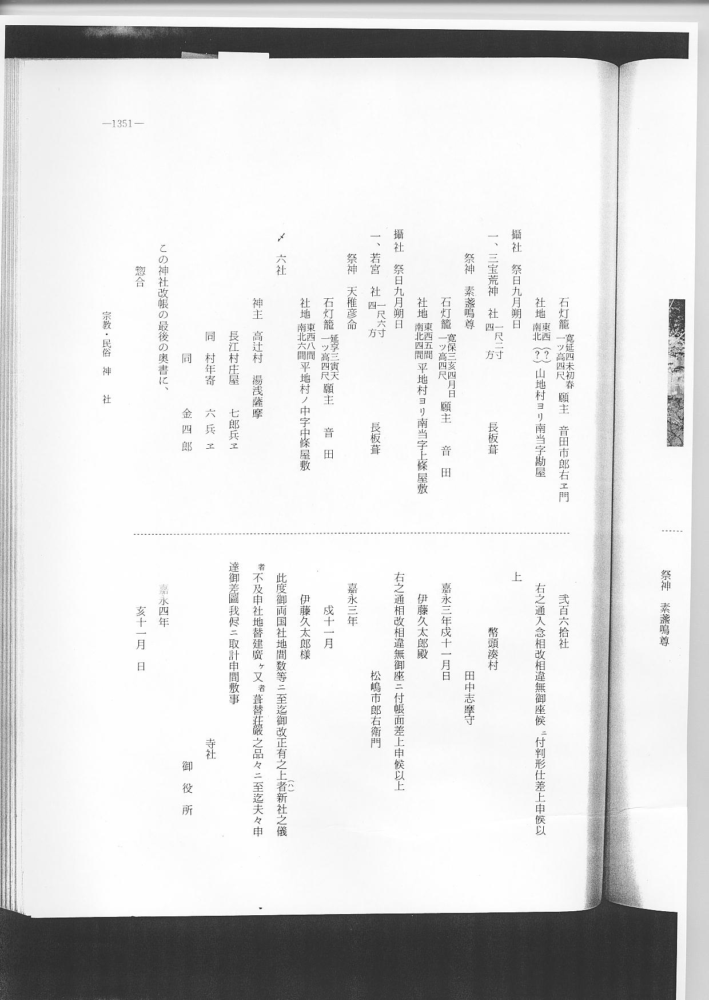 祭神 素盞嗚尊
石灯籠 寛延四未初春 一ツ高四尺 願主 音田市郎右ヱ門
社地 東西(?) 南北(?) 山地村ヨリ南当字勘屋
攝社 祭日九月朔日
一、三宝荒神 社 一尺二寸 四方 長板葺
祭神 素盞嗚尊
石灯籠 寛保三亥四月日 一ツ高四尺 願主 音田
社地 東西五間 南北四間 平地村ヨリ南当字上條屋敷
攝社 祭日九月朔日
一、若宮 社 一尺六寸 四方 長板葺
祭神 天稚彦命
石灯籠 延享三寅天 一ツ高四尺 願主 音田
社地 東西八間 南北六間 平地村ノ中字中條屋敷
〆 六社
神主 高辻村 湯浅薩摩
長江村庄屋 七郎兵ヱ
同 村年寄 六兵ヱ
同 金四郎
この神社改帳の最後の奥書に、
惣合
弐百六拾社
右之通入念相改相違無御座候ニ付判形仕差上申候以
上
幣頭湊村
田中志摩守
嘉永三年戌十一月日
伊藤久太郎殿
右之通相改相違無御座ニ付帳面差上申候以上
松嶋市郎右衛門
嘉永三年
戌十一月
伊藤久太郎様
此度御両国社地間数等ニ至迄御改正有之上者(ハ)新社之儀
者不及申社地替建廣ヶ又者葺替荘嚴之品々ニ至迄夫々申
達御差圖我侭ニ取計申間敷事
寺社
御役所
嘉永四年
亥十一月 日
宗教・民俗 神社
—1351—